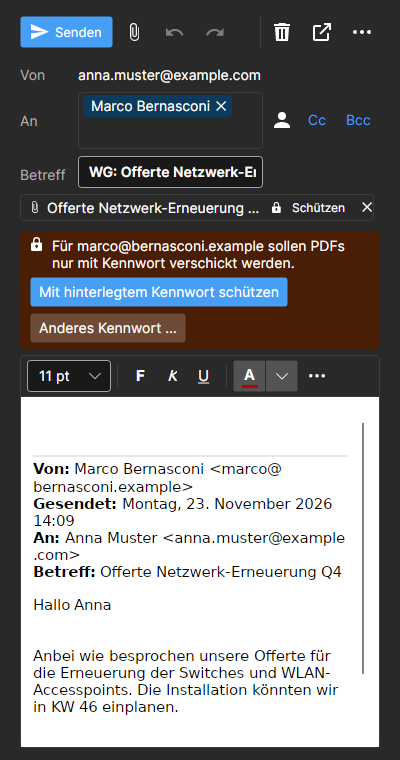 Senden
Von anna.muster@example.com
An Marco Bernasconi Cc Bcc
Betreff WG: Offerte Netzwerk-Er
Offerte Netzwerk-Erneuerung ... Schützen
Für marco@bernasconi.example sollen PDFs
nur mit Kennwort verschickt werden.
Mit hinterlegtem Kennwort schützen
Anderes Kennwort ...
11 pt F K U A
Von: Marco Bernasconi <marco@
bernasconi.example>
Gesendet: Montag, 23. November 2026
14:09
An: Anna Muster <anna.muster@example
.com>
Betreff: Offerte Netzwerk-Erneuerung Q4
Hallo Anna
Anbei wie besprochen unsere Offerte für
die Erneuerung der Switches und WLAN-
Accesspoints. Die Installation könnten wir
in KW 46 einplanen.